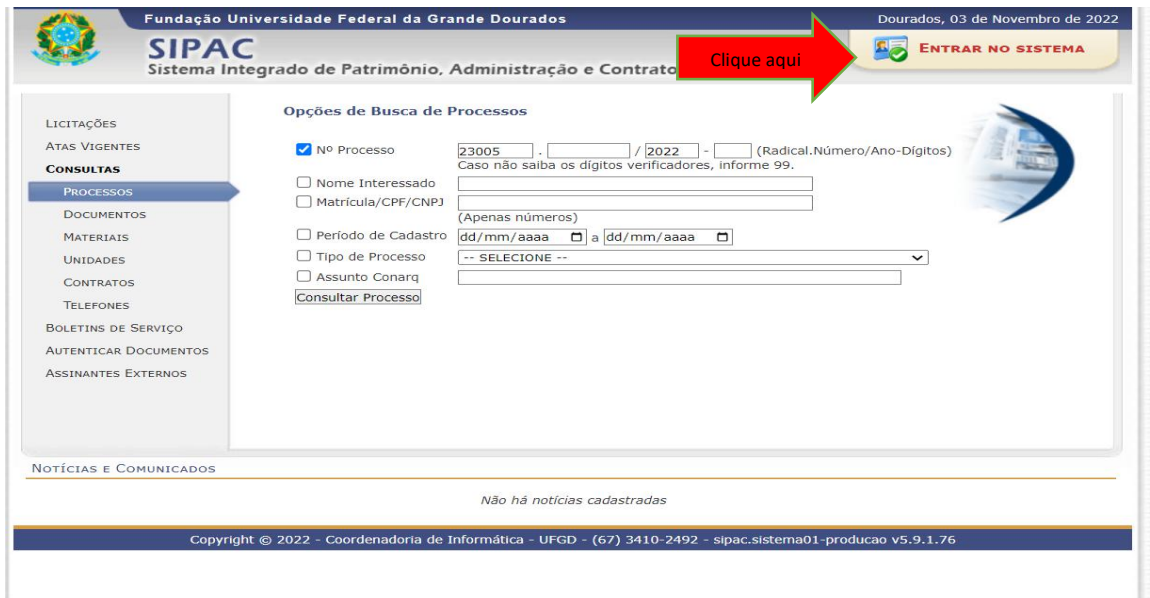 Fundação Universidade Federal da Grande Dourados
Dourados, 03 de Novembro de 2022
SIPAC
Sistema Integrado de Patrimônio, Administração e Contrato
Clique aqui
ENTRAR NO SISTEMA
LICITAÇÕES
ATAS VIGENTES
CONSULTAS
PROCESSOS
DOCUMENTOS
MATERIAIS
UNIDADES
CONTRATOS
TELEFONES
BOLETINS DE SERVIÇO
AUTENTICAR DOCUMENTOS
ASSINANTES EXTERNOS
Opções de Busca de Processos
Nº Processo 23005 . / 2022 - (Radical.Número/Ano-Dígitos)
Caso não saiba os dígitos verificadores, informe 99.
Nome Interessado
Matrícula/CPF/CNPJ
(Apenas números)
Período de Cadastro dd/mm/aaaa a dd/mm/aaaa
Tipo de Processo -- SELECIONE --
Assunto Conarq
Consultar Processo
NOTÍCIAS E COMUNICADOS
Não há notícias cadastradas
Copyright © 2022 - Coordenadoria de Informática - UFGD - (67) 3410-2492 - sipac.sistema01-producao v5.9.1.76